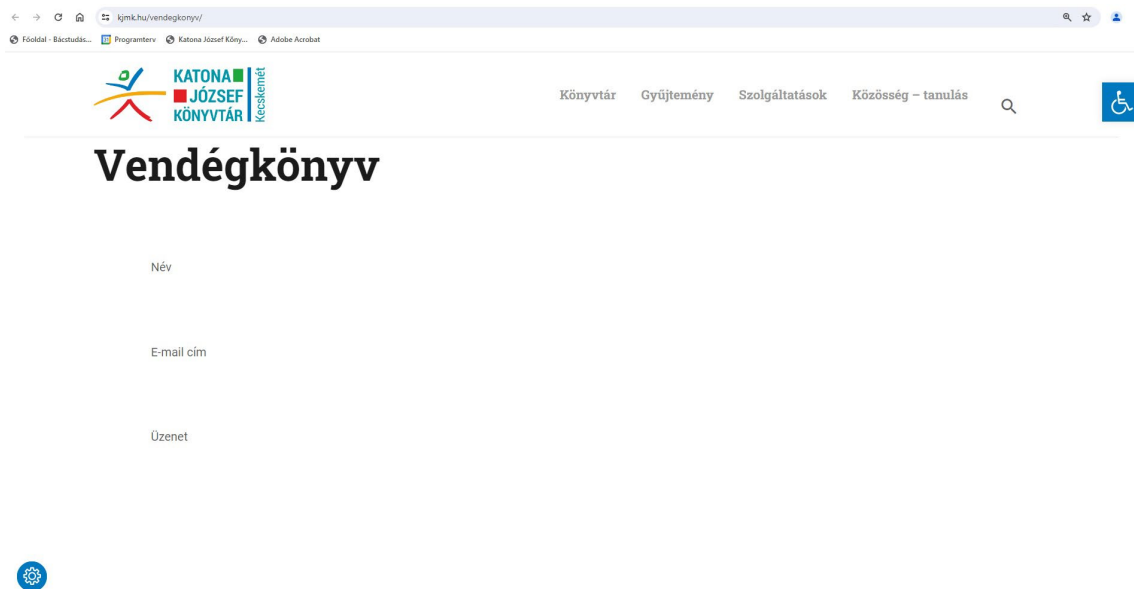 kjmk.hu/vendegkonyv/
Főoldal - Bácstudás... Programterv Katona József Köny... Adobe Acrobat
KATONA
JÓZSEF
KÖNYVTÁR
Kecskemét
Könyvtár Gyűjtemény Szolgáltatások Közösség – tanulás
Vendégkönyv
Név
E-mail cím
Üzenet